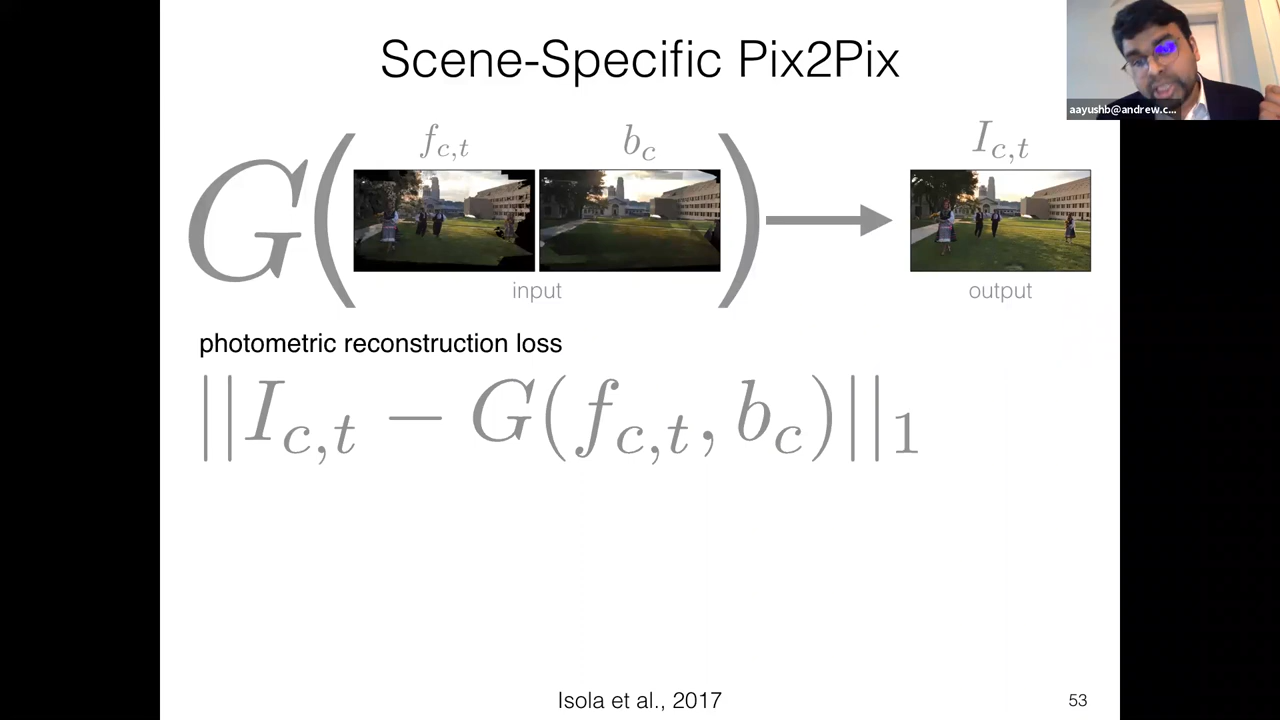 Scene-Specific Pix2Pix
aayushb@andrew.c...
f_{c,t} b_c I_{c,t}
G( )
input output
photometric reconstruction loss
||I_{c,t} − G(f_{c,t}, b_c)||_1
Isola et al., 2017
53